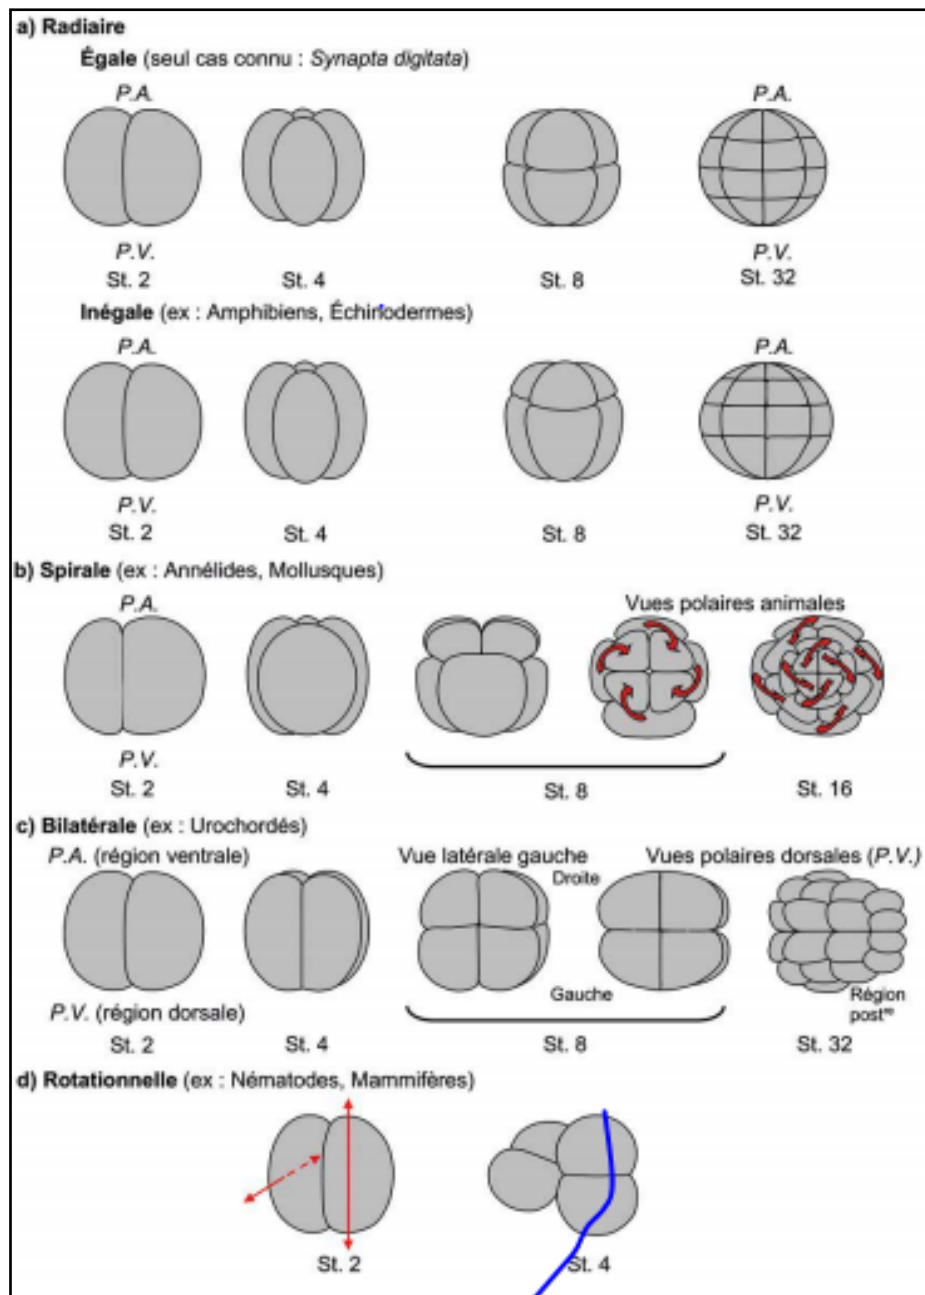 a) Radiaire
Égale (seul cas connu : Synapta digitata)
P.A. P.A.
P.V. P.V.
St. 2 St. 4 St. 8 St. 32
Inégale (ex : Amphibiens, Échinodermes)
P.A. P.A.
P.V. P.V.
St. 2 St. 4 St. 8 St. 32
b) Spirale (ex : Annélides, Mollusques)
P.A. Vues polaires animales
P.V.
St. 2 St. 4 St. 8 St. 16
c) Bilatérale (ex : Urochordés)
P.A. (région ventrale) Vue latérale gauche Vues polaires dorsales (P.V.)
Droite
Gauche Région
P.V. (région dorsale) postre
St. 2 St. 4 St. 8 St. 32
d) Rotationnelle (ex : Nématodes, Mammifères)
St. 2 St. 4